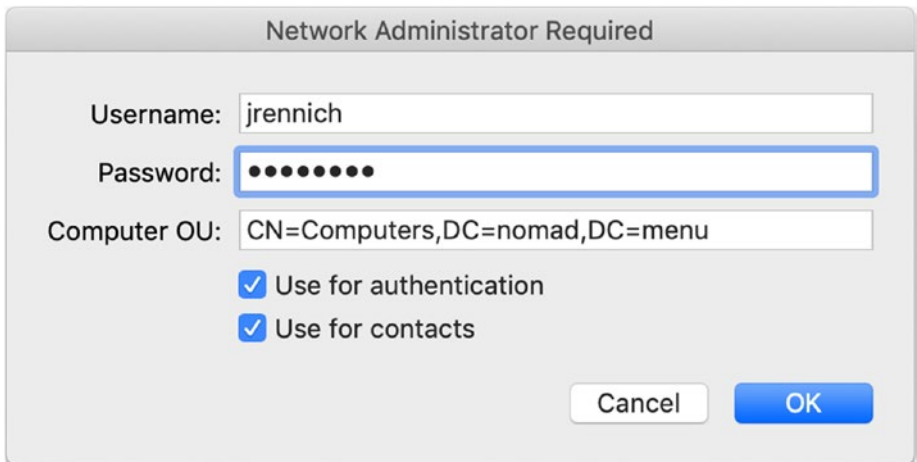 Network Administrator Required
Username: jrennich
Password: ••••••••
Computer OU: CN=Computers,DC=nomad,DC=menu
Use for authentication
Use for contacts
Cancel OK